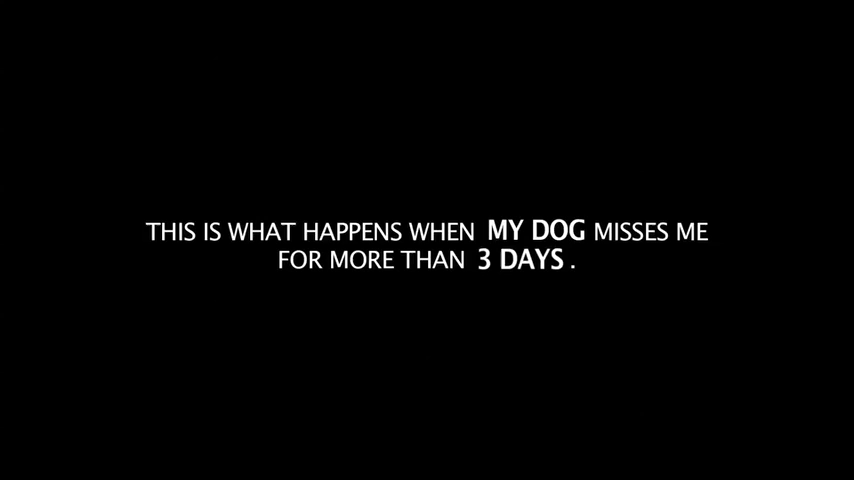 THIS IS WHAT HAPPENS WHEN MY DOG MISSES ME
FOR MORE THAN 3 DAYS .